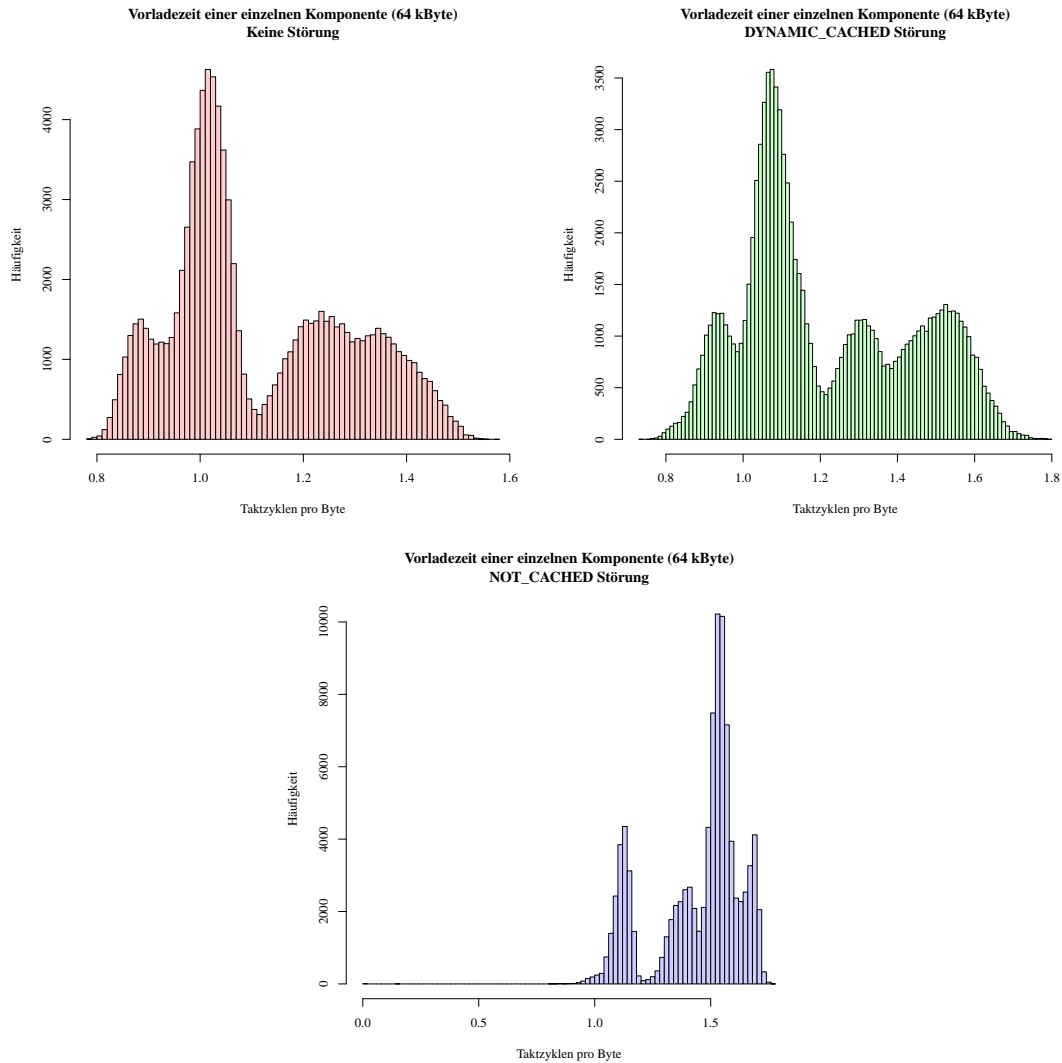 Vorladezeit einer einzelnen Komponente (64 kByte)
Keine Störung
Häufigkeit
4000
3000
2000
1000
0
0.8 1.0 1.2 1.4 1.6
Taktzyklen pro Byte
Vorladezeit einer einzelnen Komponente (64 kByte)
DYNAMIC_CACHED Störung
Häufigkeit
3500
3000
2500
2000
1500
1000
500
0
0.8 1.0 1.2 1.4 1.6 1.8
Taktzyklen pro Byte
Vorladezeit einer einzelnen Komponente (64 kByte)
NOT_CACHED Störung
Häufigkeit
10000
8000
6000
4000
2000
0
0.0 0.5 1.0 1.5
Taktzyklen pro Byte